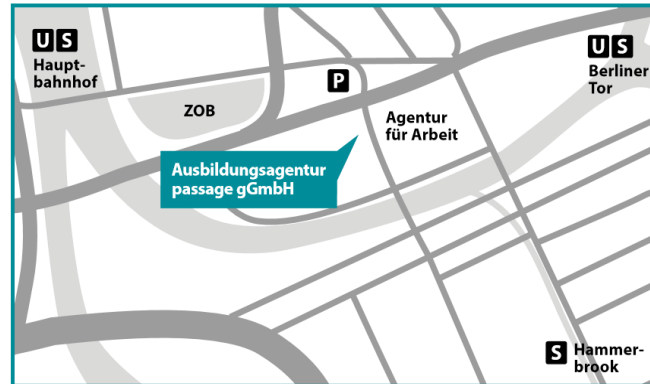 U S
Haupt-
bahnhof
U S
Berliner
Tor
P
ZOB
Agentur
für Arbeit
Ausbildungsagentur
passage gGmbH
S Hammer-
brook